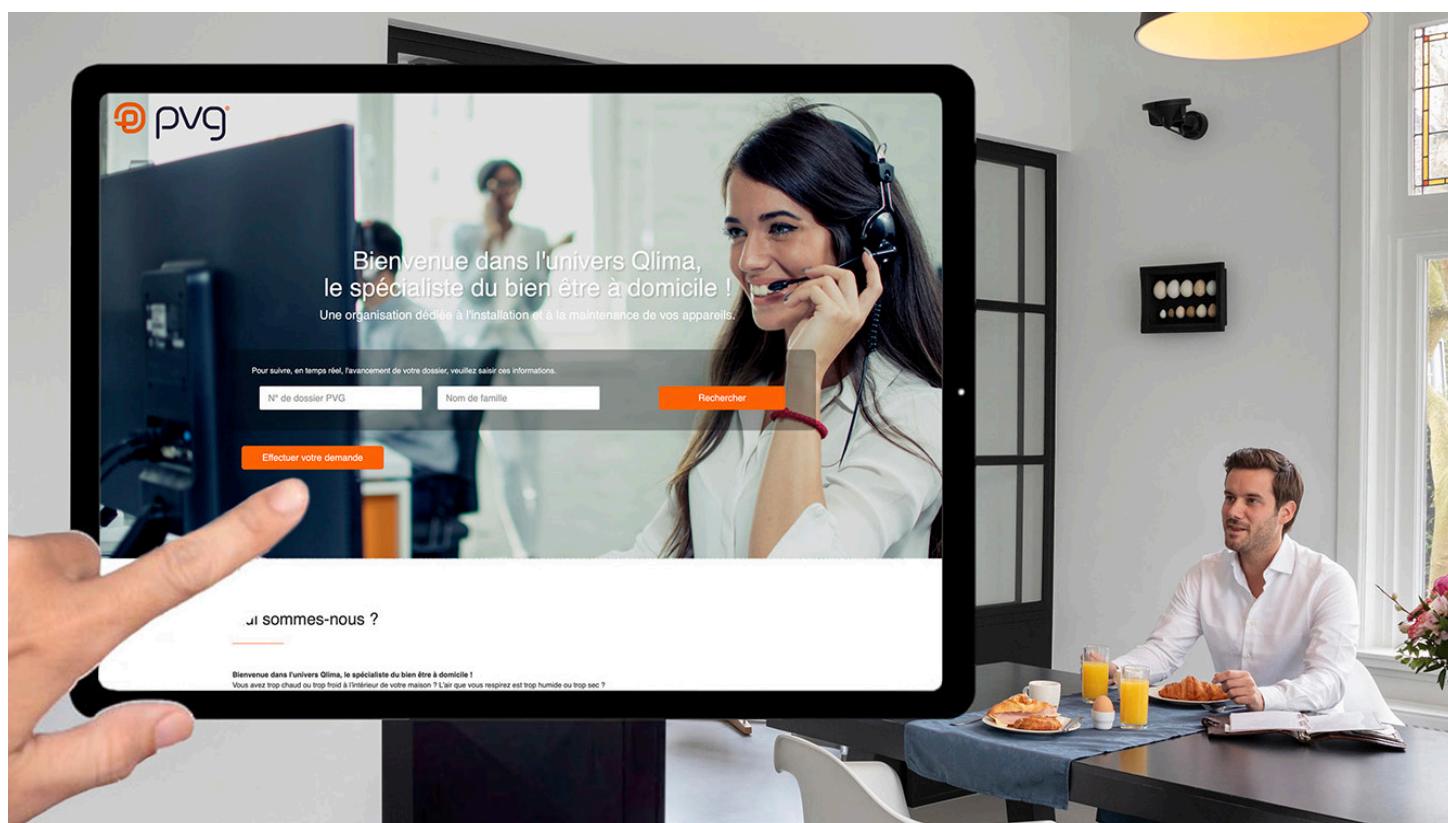 pvg
Bienvenue dans l'univers Qlima,
le spécialiste du bien être à domicile !
Une organisation dédiée à l'installation et à la maintenance de vos appareils.
Pour suivre, en temps réel, l'avancement de votre dossier, veuillez saisir ces informations.
N° de dossier PVG
Nom de famille
Rechercher
Effectuer votre demande
ui sommes-nous ?
Bienvenue dans l'univers Qlima, le spécialiste du bien être à domicile !
Vous avez trop chaud ou trop froid à l'intérieur de votre maison ? L'air que vous respirez est trop humide ou trop sec ?